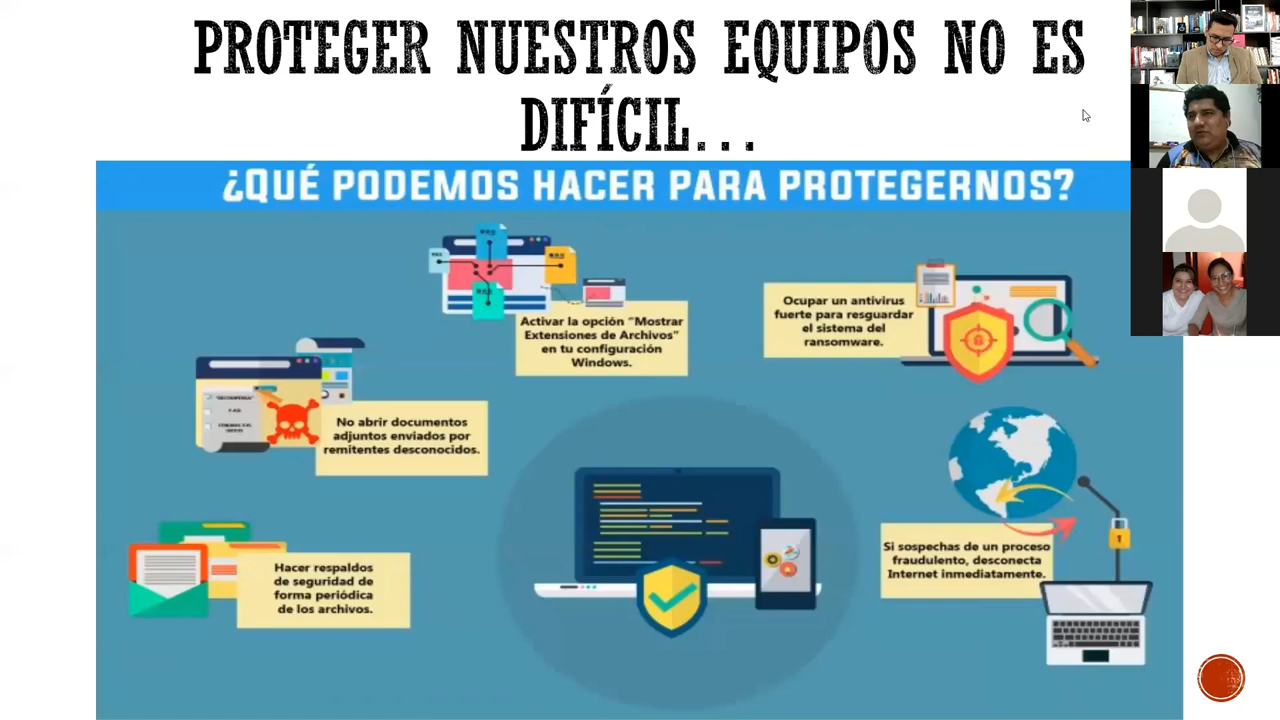 PROTEGER NUESTROS EQUIPOS NO ES
DIFÍCIL...
¿QUÉ PODEMOS HACER PARA PROTEGERNOS?
Activar la opción "Mostrar
Extensiones de Archivos"
en tu configuración
Windows.
Ocupar un antivirus
fuerte para resguardar
el sistema del
ransomware.
No abrir documentos
adjuntos enviados por
remitentes desconocidos.
Si sospechas de un proceso
fraudulento, desconecta
Internet inmediatamente.
Hacer respaldos
de seguridad de
forma periódica
de los archivos.